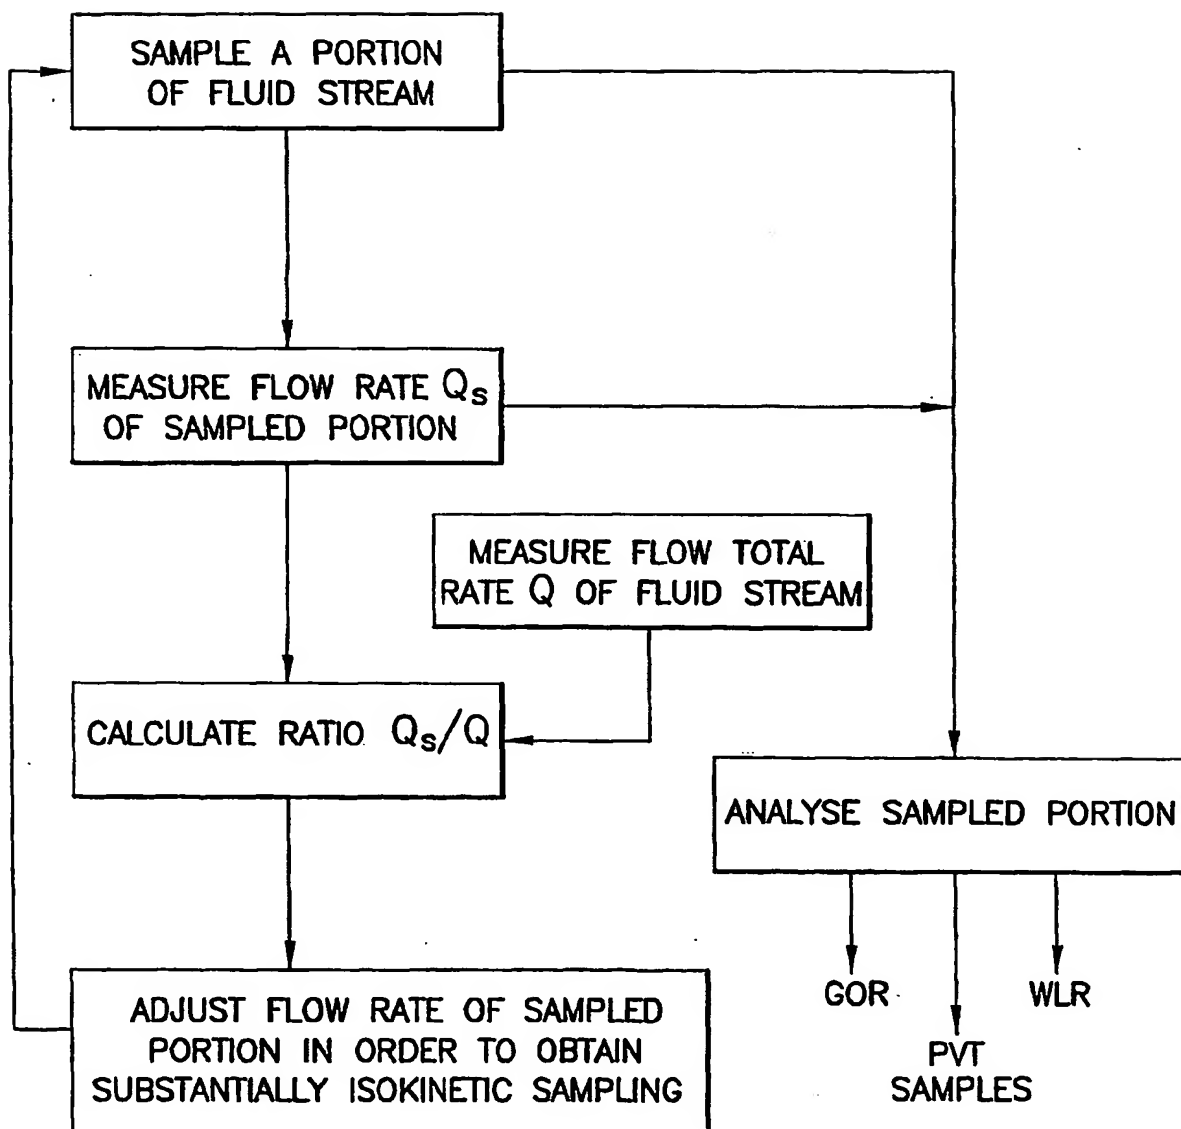 SAMPLE A PORTION
OF FLUID STREAM
MEASURE FLOW RATE Qs
OF SAMPLED PORTION
MEASURE FLOW TOTAL
RATE Q OF FLUID STREAM
CALCULATE RATIO Qs/Q
ANALYSE SAMPLED PORTION
GOR
WLR
PVT
SAMPLES
ADJUST FLOW RATE OF SAMPLED
PORTION IN ORDER TO OBTAIN
SUBSTANTIALLY ISOKINETIC SAMPLING